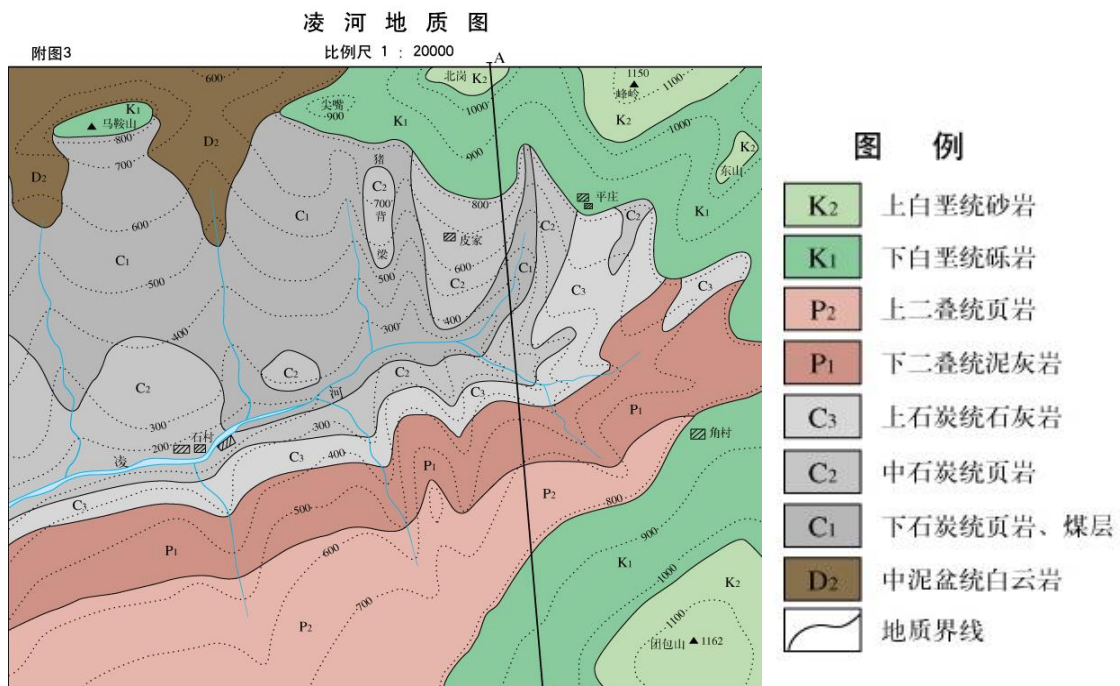 凌河地质图
附图3
比例尺 1 : 20000
A
600
北岗
K2
1150
峰岭
1100
K1
马鞍山
800
尖嘴
900
K1
1000
K2
1000
D2
700
D2
900
K2
东山
猪
C2
700
背
梁
800
平庄
C1
C2
C2
K1
600
皮家
600
C1
C1
500
500
C2
C3
C3
400
400
300
C2
C2
C2
河
C3
P1
300
300
200
石村
角村
凌
C3
400
P1
C3
P2
500
800
P1
600
900
K1
1000
K2
700
P2
1100
团包山
1162
图 例
K2 上白垩统砂岩
K1 下白垩统砾岩
P2 上二叠统页岩
P1 下二叠统泥灰岩
C3 上石炭统石灰岩
C2 中石炭统页岩
C1 下石炭统页岩、煤层
D2 中泥盆统白云岩
地质界线